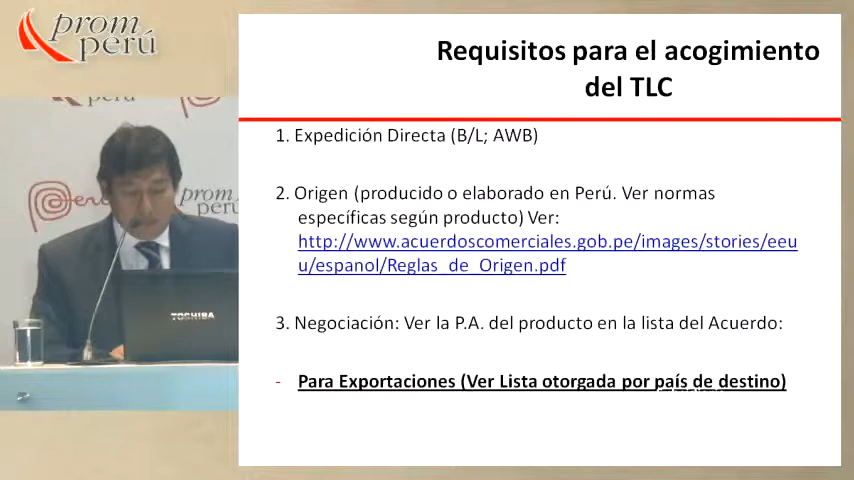 prom
perú
Requisitos para el acogimiento
del TLC
1. Expedición Directa (B/L; AWB)
2. Origen (producido o elaborado en Perú. Ver normas
específicas según producto) Ver:
http://www.acuerdoscomerciales.gob.pe/images/stories/eeu
u/espanol/Reglas_de_Origen.pdf
3. Negociación: Ver la P.A. del producto en la lista del Acuerdo:
- Para Exportaciones (Ver Lista otorgada por país de destino)
perú
prom
perú
TOSHIBA